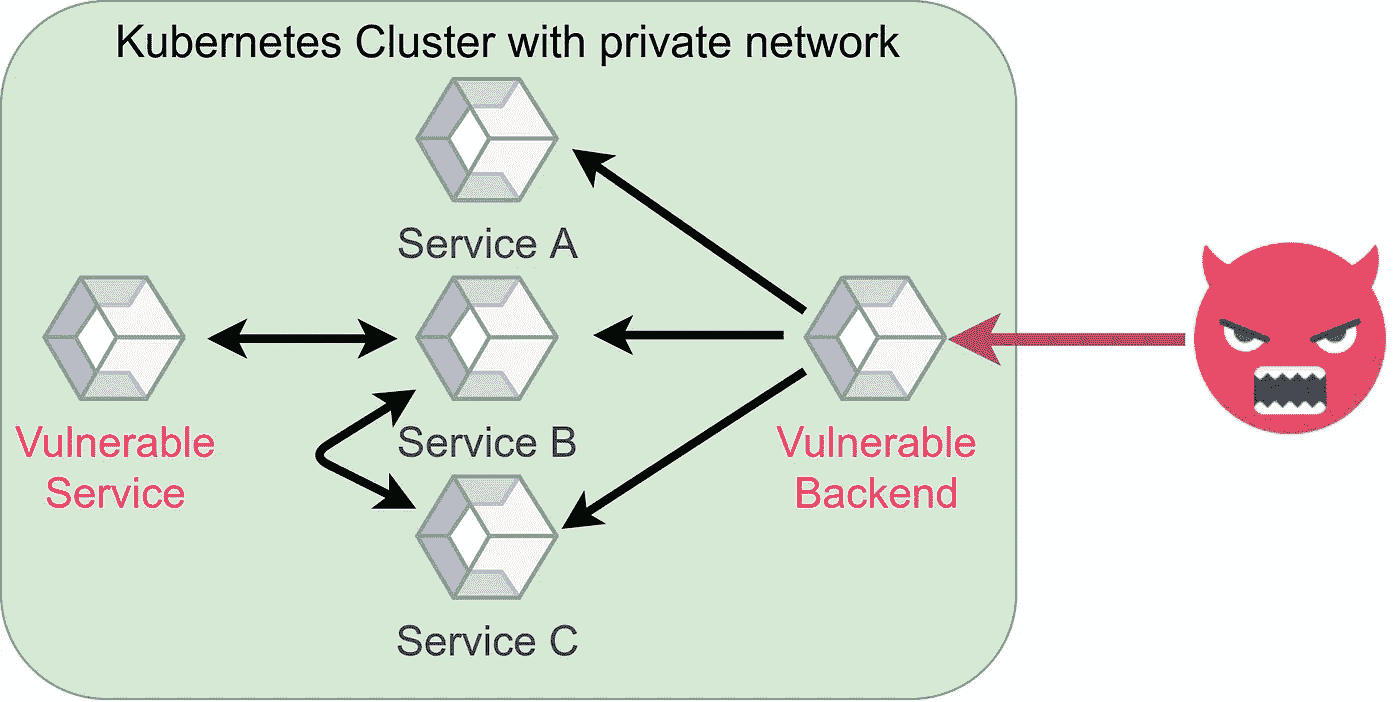 Kubernetes Cluster with private network
Service A
Vulnerable
Service
Service B
Vulnerable
Backend
Service C